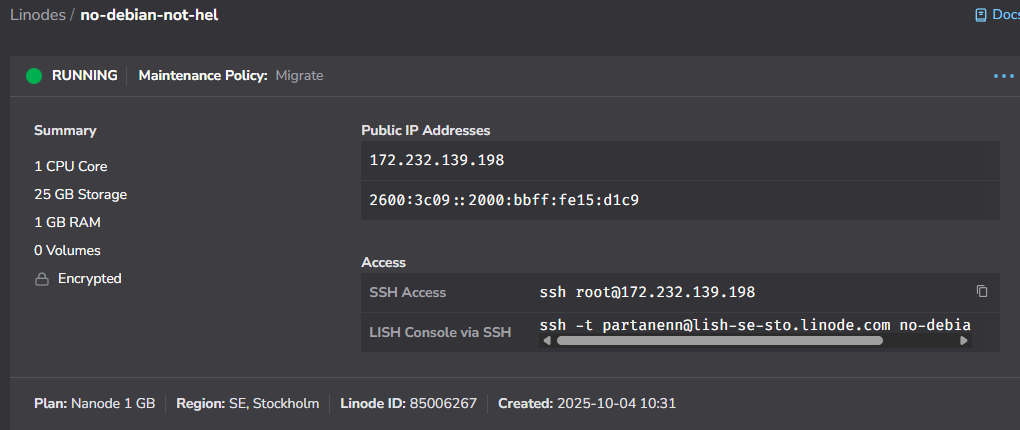 Linodes / no-debian-not-hel
Docs
RUNNING
Maintenance Policy: Migrate
Summary
1 CPU Core
25 GB Storage
1 GB RAM
0 Volumes
Encrypted
Public IP Addresses
172.232.139.198
2600:3c09::2000:bbff:fe15:d1c9
Access
SSH Access
ssh root@172.232.139.198
LISH Console via SSH
ssh -t partanenn@lish-se-sto.linode.com no-debia
Plan: Nanode 1 GB
Region: SE, Stockholm
Linode ID: 85006267
Created: 2025-10-04 10:31